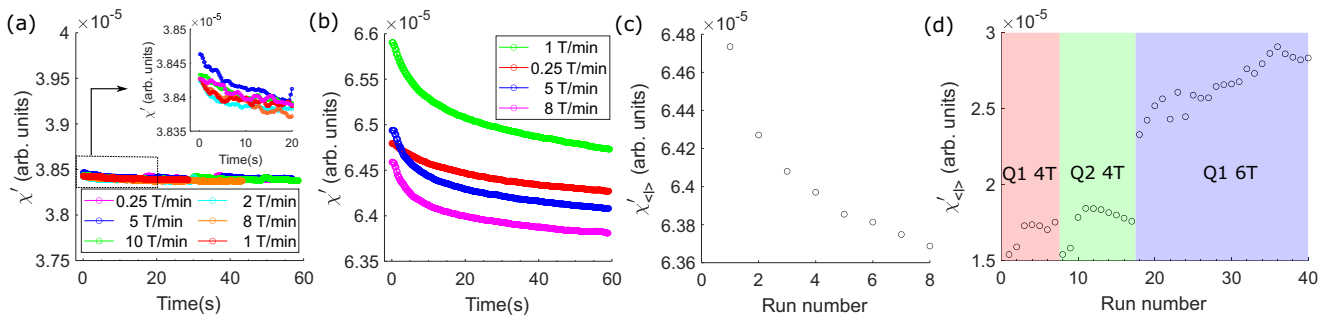 (a)
×10⁻⁵
4
3.95
3.9
3.85
3.8
3.75
χ′ (arb. units)
0 20 40 60
Time(s)
×10⁻⁵
3.85
3.845
3.84
3.835
χ′ (arb. units)
0 10 20
Time(s)
0.25 T/min
2 T/min
5 T/min
8 T/min
10 T/min
1 T/min
(b)
×10⁻⁵
6.6
6.55
6.5
6.45
6.4
6.35
χ′ (arb. units)
0 20 40 60
Time(s)
1 T/min
0.25 T/min
5 T/min
8 T/min
(c)
×10⁻⁵
6.48
6.44
6.4
6.36
χ′<I> (arb. units)
0 2 4 6 8
Run number
(d)
×10⁻⁵
3
2.5
2
1.5
χ′<I> (arb. units)
0 10 20 30 40
Run number
Q1 4T
Q2 4T
Q1 6T